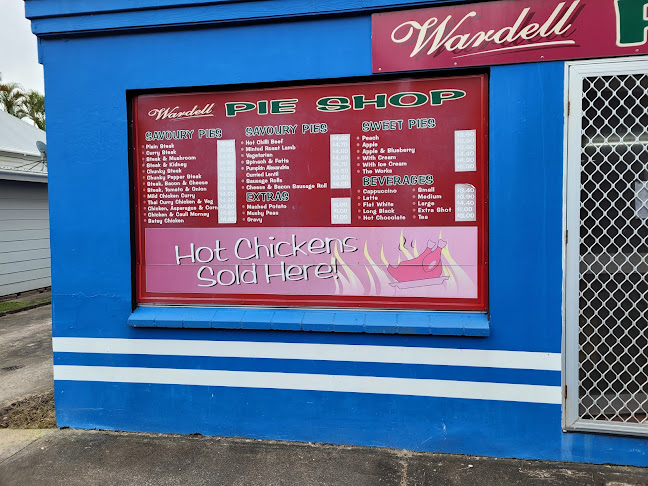 Wardell
Wardell PIE SHOP
SAVOURY PIES
Plain Steak
Curry Steak
Steak & Mushroom
Steak & Kidney
Chunky Steak
Chunky Pepper Steak
Steak, Bacon & Cheese
Steak, Tomato & Onion
Mild Chicken Curry
Thai Curry Chicken & Veg
Chicken, Asparagus & Corn
Chicken & Cauli Mornay
Satay Chicken
SAVOURY PIES
Hot Chilli Beef
Minted Roast Lamb
Vegetarian
Spinach & Fetta
Pumpkin
Curried Lentil
Sausage Rolls
Cheese & Bacon Sausage Roll
EXTRAS
Mashed Potato
Mushy Peas
Gravy
SWEET PIES
Peach
Apple
Apple & Blueberry
With Cream
With Ice Cream
The Works
BEVERAGES
Cappuccino Small
Latte Medium
Flat White Large
Long Black Extra Shot
Hot Chocolate Tea
Hot Chickens
Sold Here!